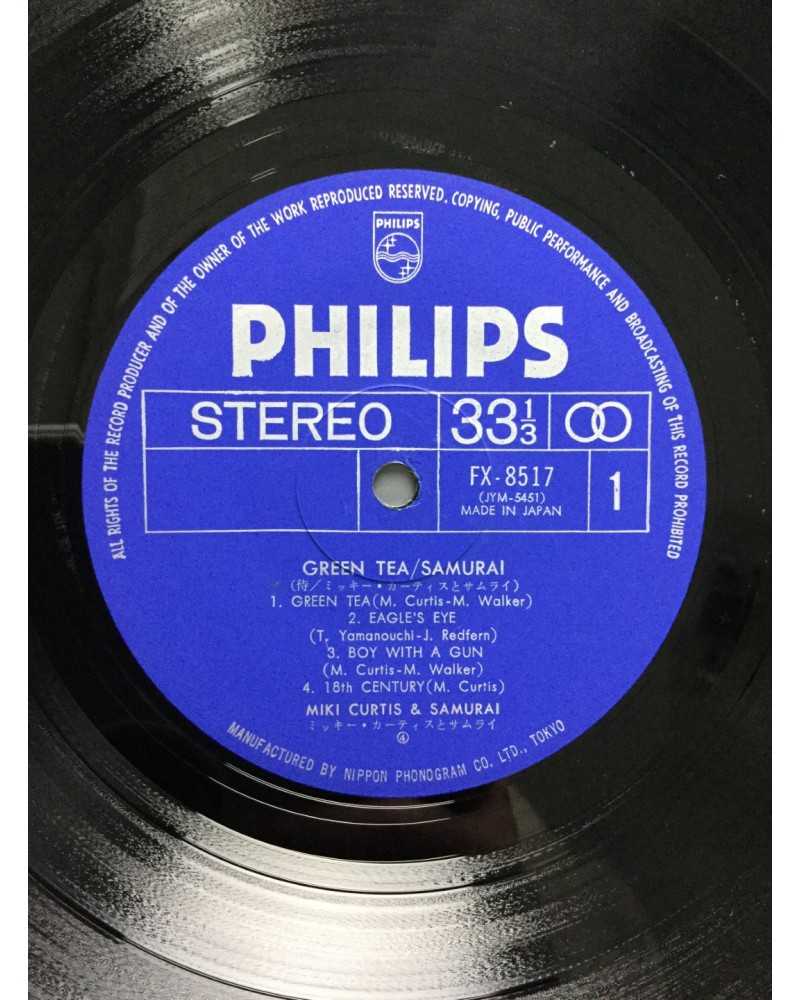 ALL RIGHTS OF THE RECORD PRODUCER AND OF THE OWNER OF THE WORK REPRODUCED RESERVED. COPYING, PUBLIC PERFORMANCE AND BROADCASTING OF THIS RECORD PROHIBITED
PHILIPS
PHILIPS
STEREO 33 1/3
FX-8517
(JYM-5451)
MADE IN JAPAN
1
GREEN TEA/SAMURAI
(侍/ミッキー・カーティスとサムライ)
1. GREEN TEA(M. Curtis-M. Walker)
2. EAGLE'S EYE
(T. Yamanouchi-J. Redfern)
3. BOY WITH A GUN
(M. Curtis-M. Walker)
4. 18th CENTURY(M. Curtis)
MIKI CURTIS & SAMURAI
ミッキー・カーティスとサムライ
④
MANUFACTURED BY NIPPON PHONOGRAM CO. LTD., TOKYO